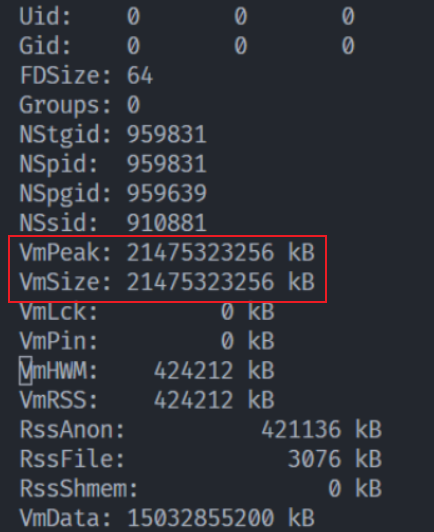 Uid: 0 0 0
Gid: 0 0 0
FDSize: 64
Groups: 0
NStgid: 959831
NSpid: 959831
NSpgid: 959639
NSsid: 910881
VmPeak: 21475323256 kB
VmSize: 21475323256 kB
VmLck: 0 kB
VmPin: 0 kB
VmHWM: 424212 kB
VmRSS: 424212 kB
RssAnon: 421136 kB
RssFile: 3076 kB
RssShmem: 0 kB
VmData: 15032855200 kB